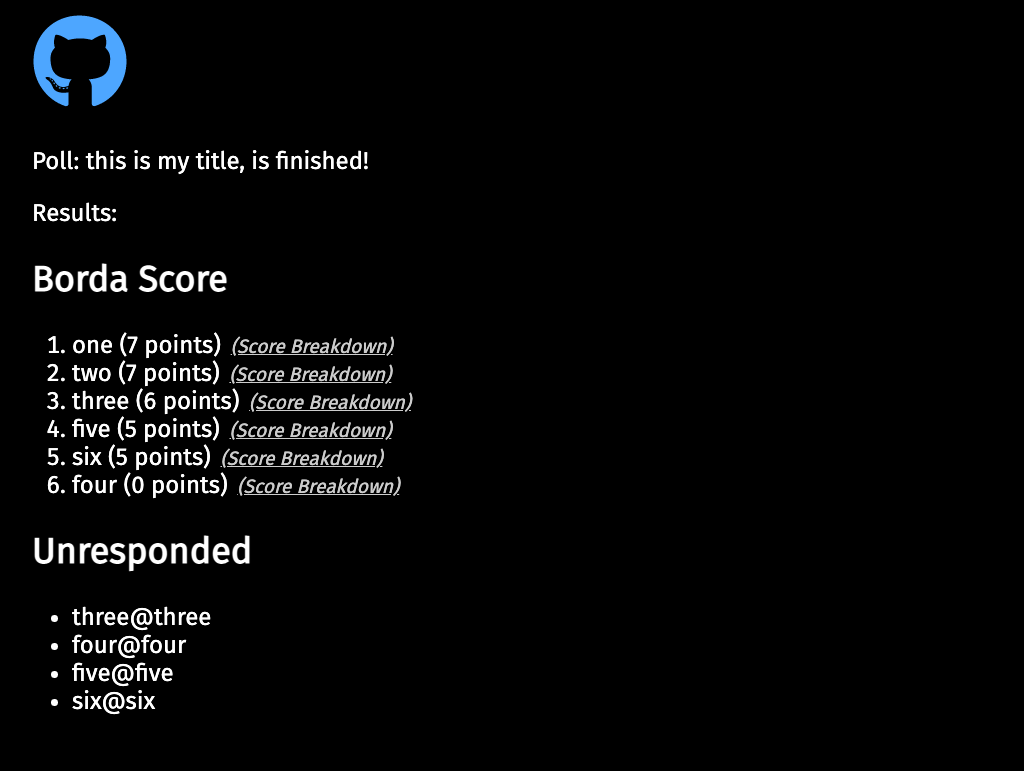 Poll: this is my title, is finished!
Results:
Borda Score
1. one (7 points) (Score Breakdown)
2. two (7 points) (Score Breakdown)
3. three (6 points) (Score Breakdown)
4. five (5 points) (Score Breakdown)
5. six (5 points) (Score Breakdown)
6. four (0 points) (Score Breakdown)
Unresponded
• three@three
• four@four
• five@five
• six@six